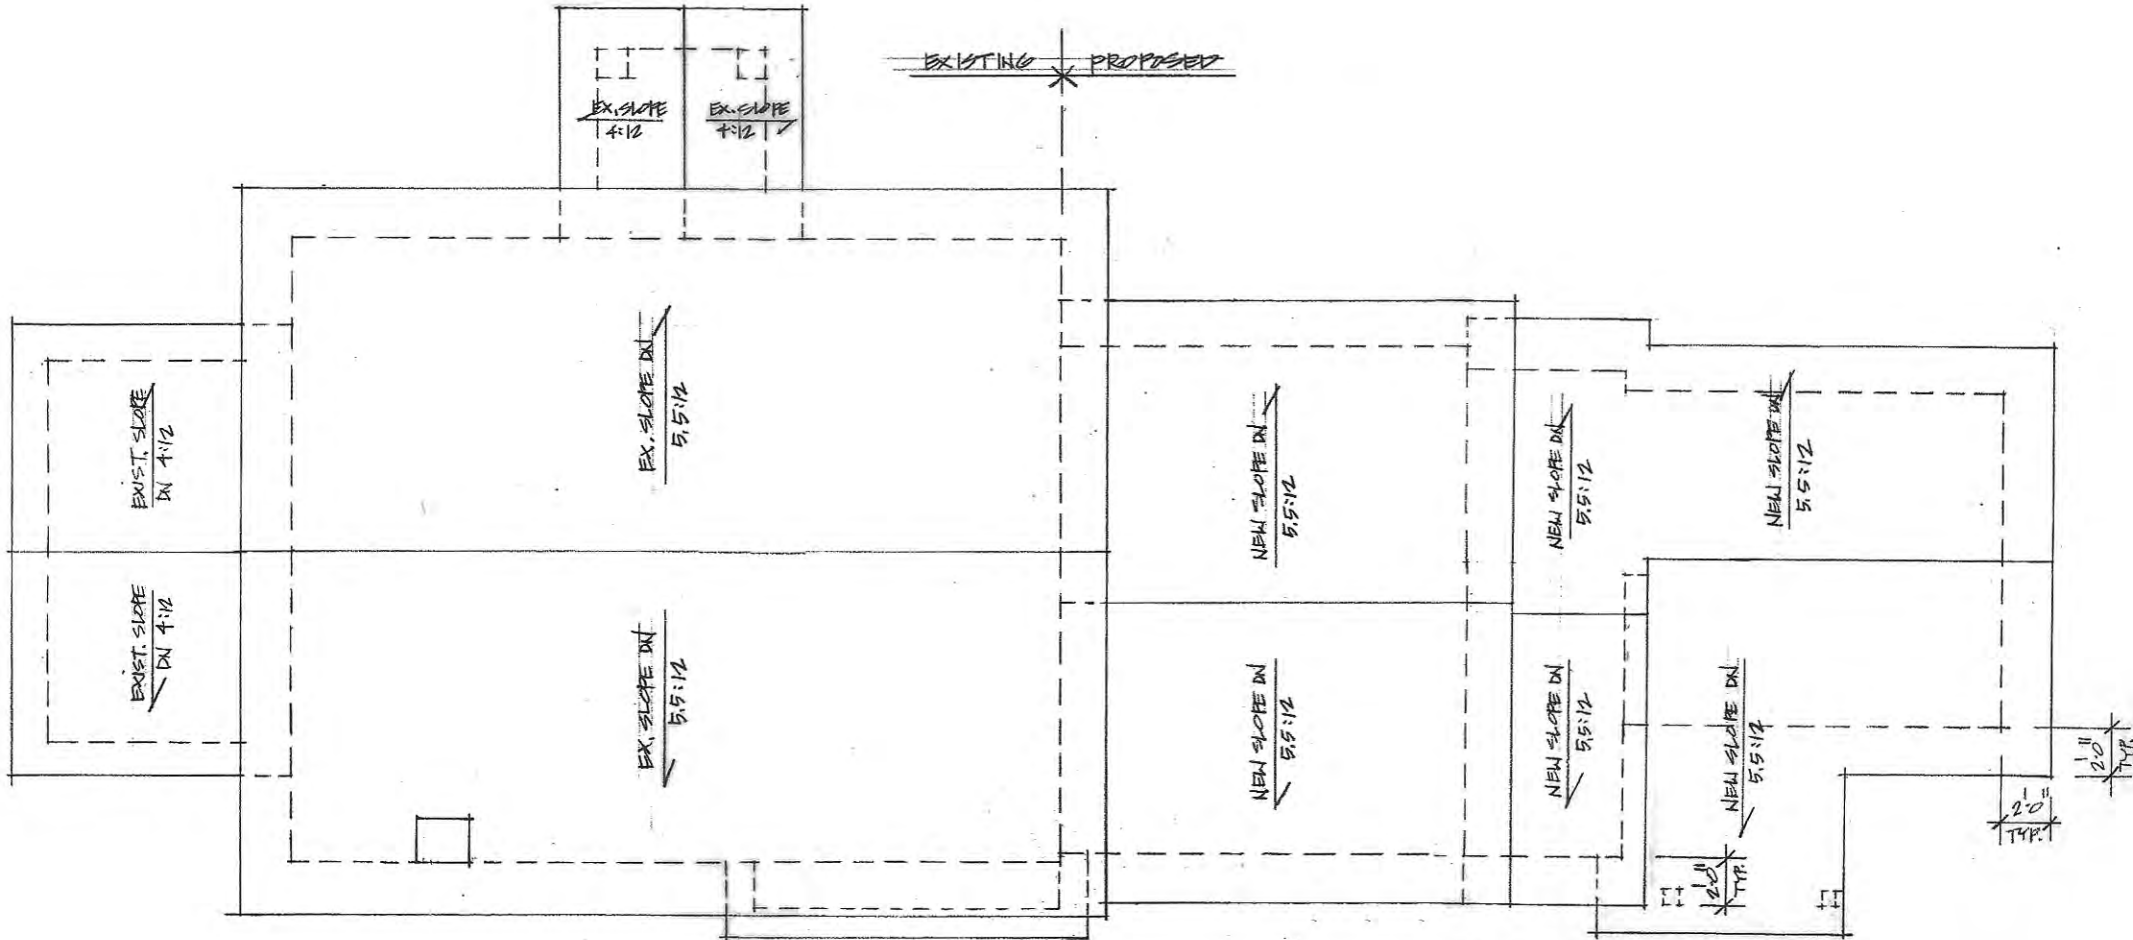 EXISTING PROPOSED
EX. SLOPE
4:12
EX. SLOPE
4:12
EXIST. SLOPE
DN 4:12
EXIST. SLOPE
DN 4:12
EX. SLOPE DN
5.5:12
EX. SLOPE DN
5.5:12
NEW SLOPE DN
5.5:12
NEW SLOPE DN
5.5:12
NEW SLOPE DN
5.5:12
NEW SLOPE DN
5.5:12
NEW SLOPE DN
5.5:12
NEW SLOPE DN
5.5:12
2'-0"
TYP.
2'-0"
TYP.
2'-0"
TYP.